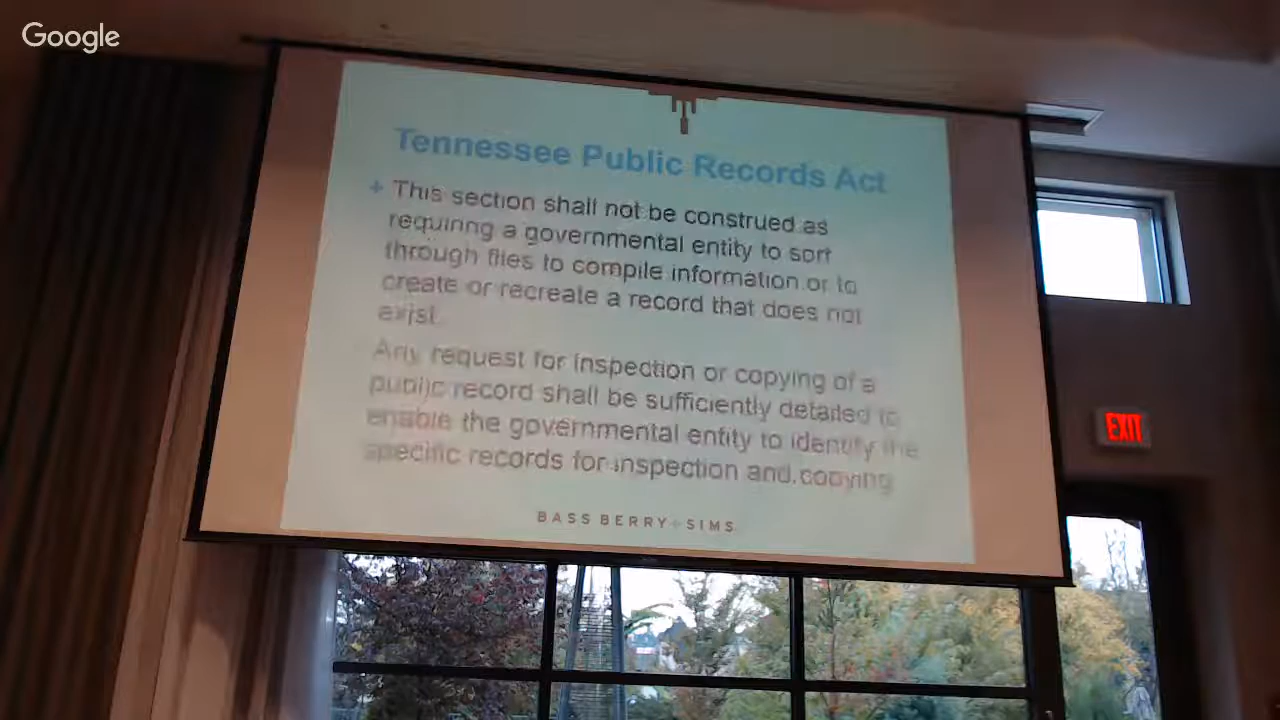 Google
Tennessee Public Records Act
+ This section shall not be construed as
requiring a governmental entity to sort
through files to compile information or to
create or recreate a record that does not
exist.
Any request for inspection or copying of a
public record shall be sufficiently detailed to
enable the governmental entity to identify the
specific records for inspection and copying
BASS BERRY + SIMS
EXIT